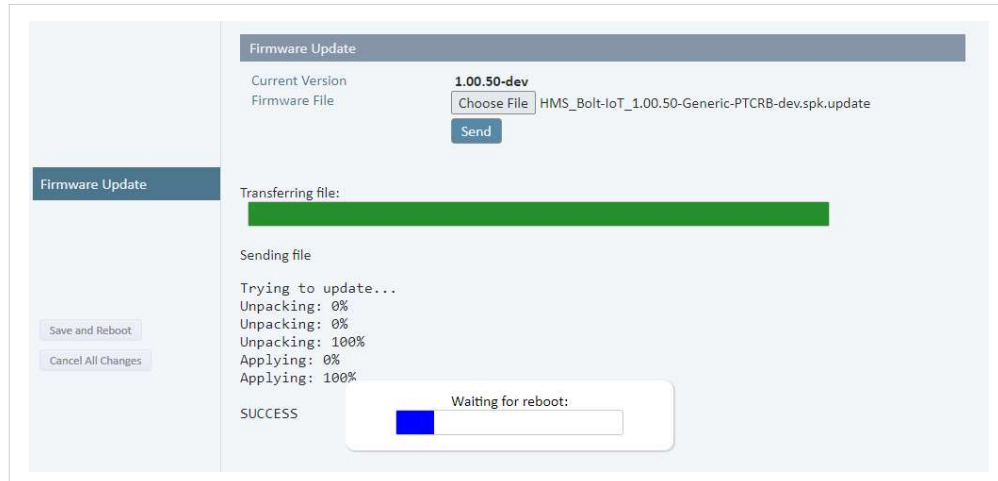 Firmware Update
Current Version 1.00.50-dev
Firmware File Choose File HMS_Bolt-IoT_1.00.50-Generic-PTCRB-dev.spk.update
Send
Firmware Update
Transferring file:
Sending file
Trying to update...
Unpacking: 0%
Unpacking: 0%
Unpacking: 100%
Applying: 0%
Applying: 100%
SUCCESS
Waiting for reboot:
Save and Reboot
Cancel All Changes